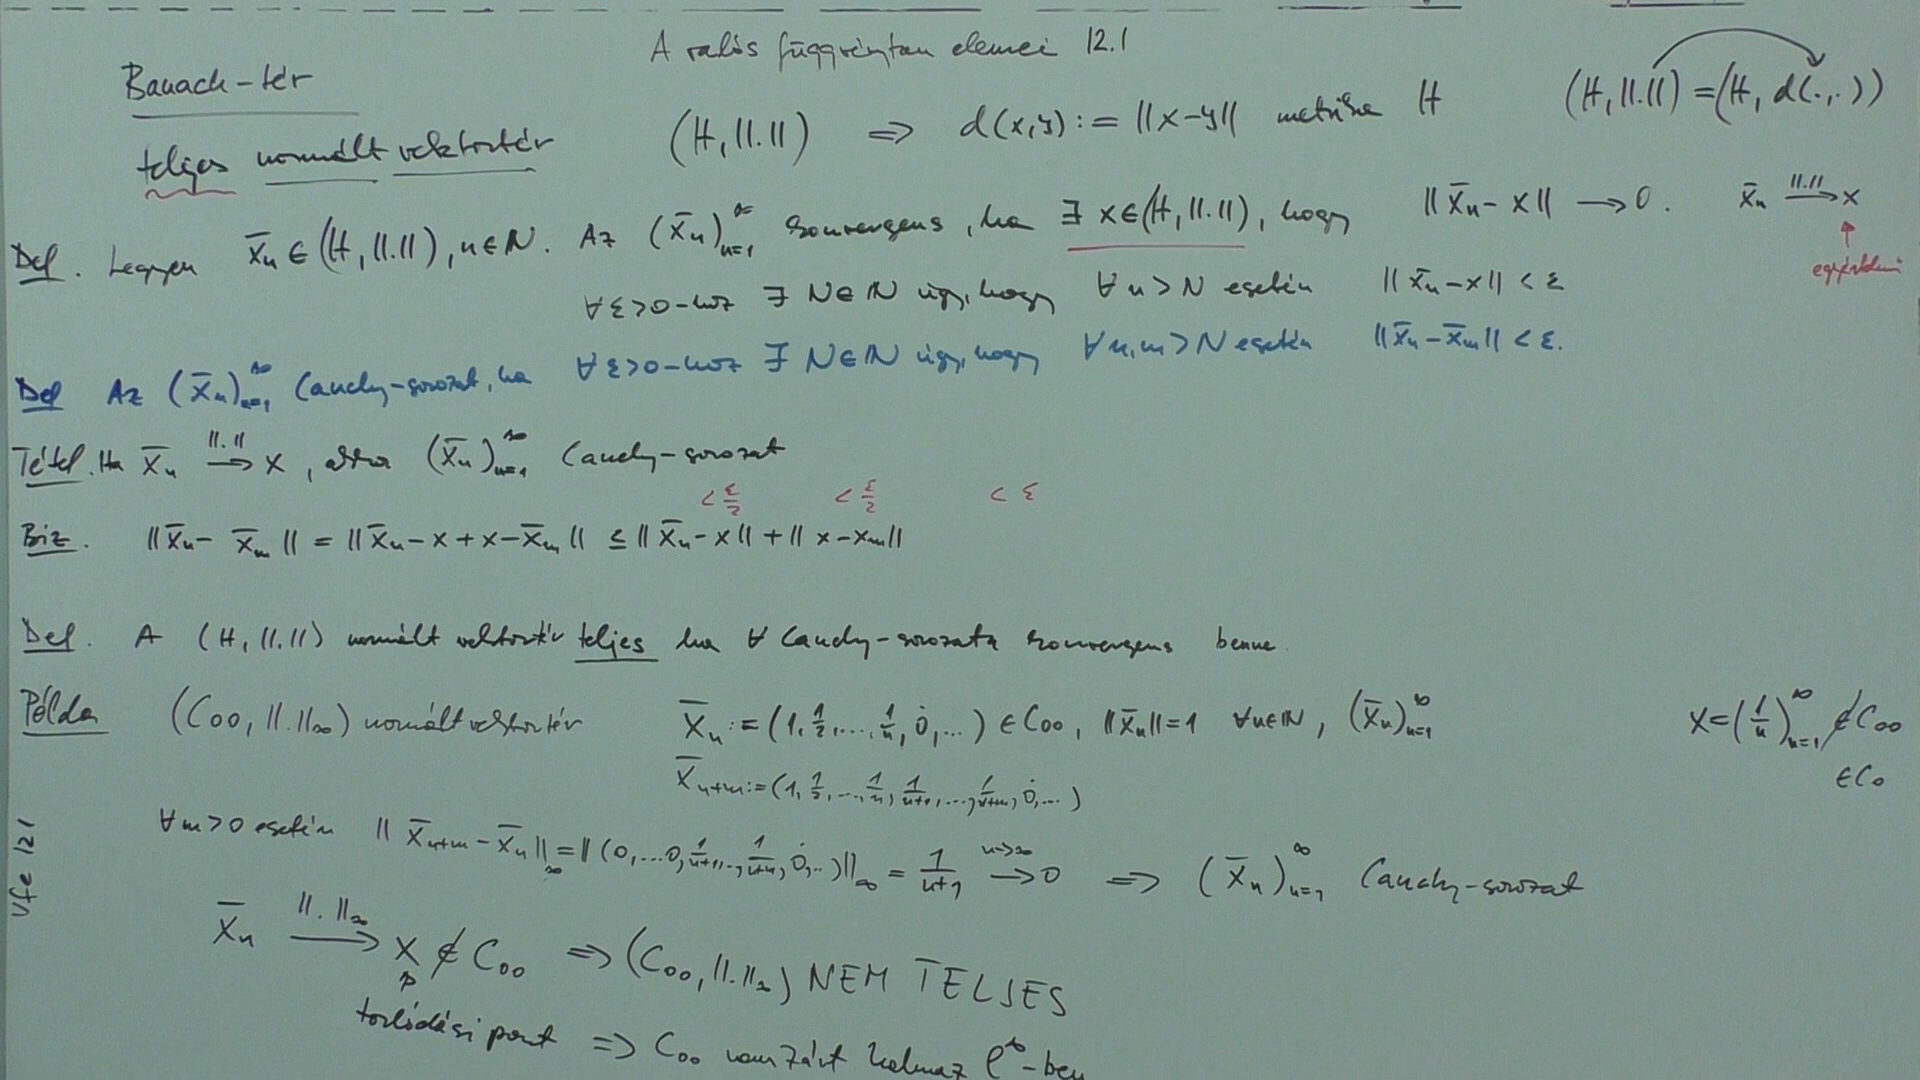 A valós függvénytan elemei 12.1
Banach-tér
teljes normált vektortér (H, ||.||) ⇒ d(x,y) := ||x-y|| metrika H (H, ||.||) = (H, d(.,.))
Def. Legyen x̄ₙ ∈ (H, ||.||), n∈N. Az (x̄ₙ)ₙ₌₁^∞ konvergens, ha ∃ x∈(H, ||.||), hogy ||x̄ₙ - x|| → 0. x̄ₙ →^{||.||} x
egyértelmű
∀ε>0-hoz ∃ N∈N úgy, hogy ∀n>N esetén ||x̄ₙ-x|| < ε
Def Az (x̄ₙ)ₙ₌₁^∞ Cauchy-sorozat, ha ∀ε>0-hoz ∃ N∈N úgy, hogy ∀n,m>N esetén ||x̄ₙ-x̄ₘ|| < ε.
Tétel. Ha x̄ₙ →^{||.||} x, akkor (x̄ₙ)ₙ₌₁^∞ Cauchy-sorozat
< ε/2 < ε/2 < ε
Biz. ||x̄ₙ - x̄ₘ|| = ||x̄ₙ - x + x - x̄ₘ|| ≤ ||x̄ₙ - x|| + ||x - xₘ||
Def. A (H, ||.||) normált vektortér teljes ha ∀ Cauchy-sorozata konvergens benne.
Példa (C₀₀, ||.||∞) normált vektortér x̄ₙ := (1, 1/2, ..., 1/n, 0, ...) ∈ C₀₀, ||x̄ₙ|| = 1 ∀n∈N, (x̄ₙ)ₙ₌₁^∞ x = (1/n)ₙ₌₁^∞ ∉ C₀₀
x̄ₙ₊ₘ := (1, 1/2, ..., 1/n, 1/(n+1), ..., 1/(n+m), 0, ...) ∈ C₀
∀m>0 esetén ||x̄ₙ₊ₘ - x̄ₙ||∞ = ||(0, ...0, 1/(n+1), ..., 1/(n+m), 0, ..)||∞ = 1/(n+1) →^{n→∞} 0 ⇒ (x̄ₙ)ₙ₌₁^∞ Cauchy-sorozat
Vfe 121
x̄ₙ →^{||.||∞} x ∉ C₀₀ ⇒ (C₀₀, ||.||∞) NEM TELJES
torlódási pont ⇒ C₀₀ nem zárt halmaz ℓ^∞-ben